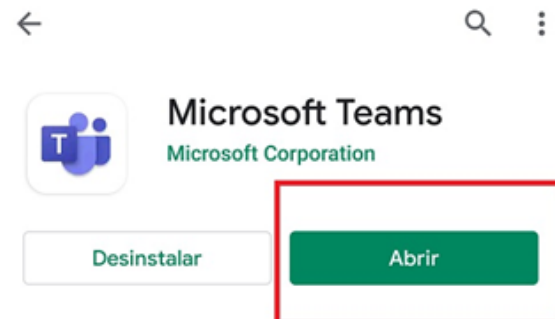 Microsoft Teams
T
Microsoft Corporation
Desinstalar
Abrir